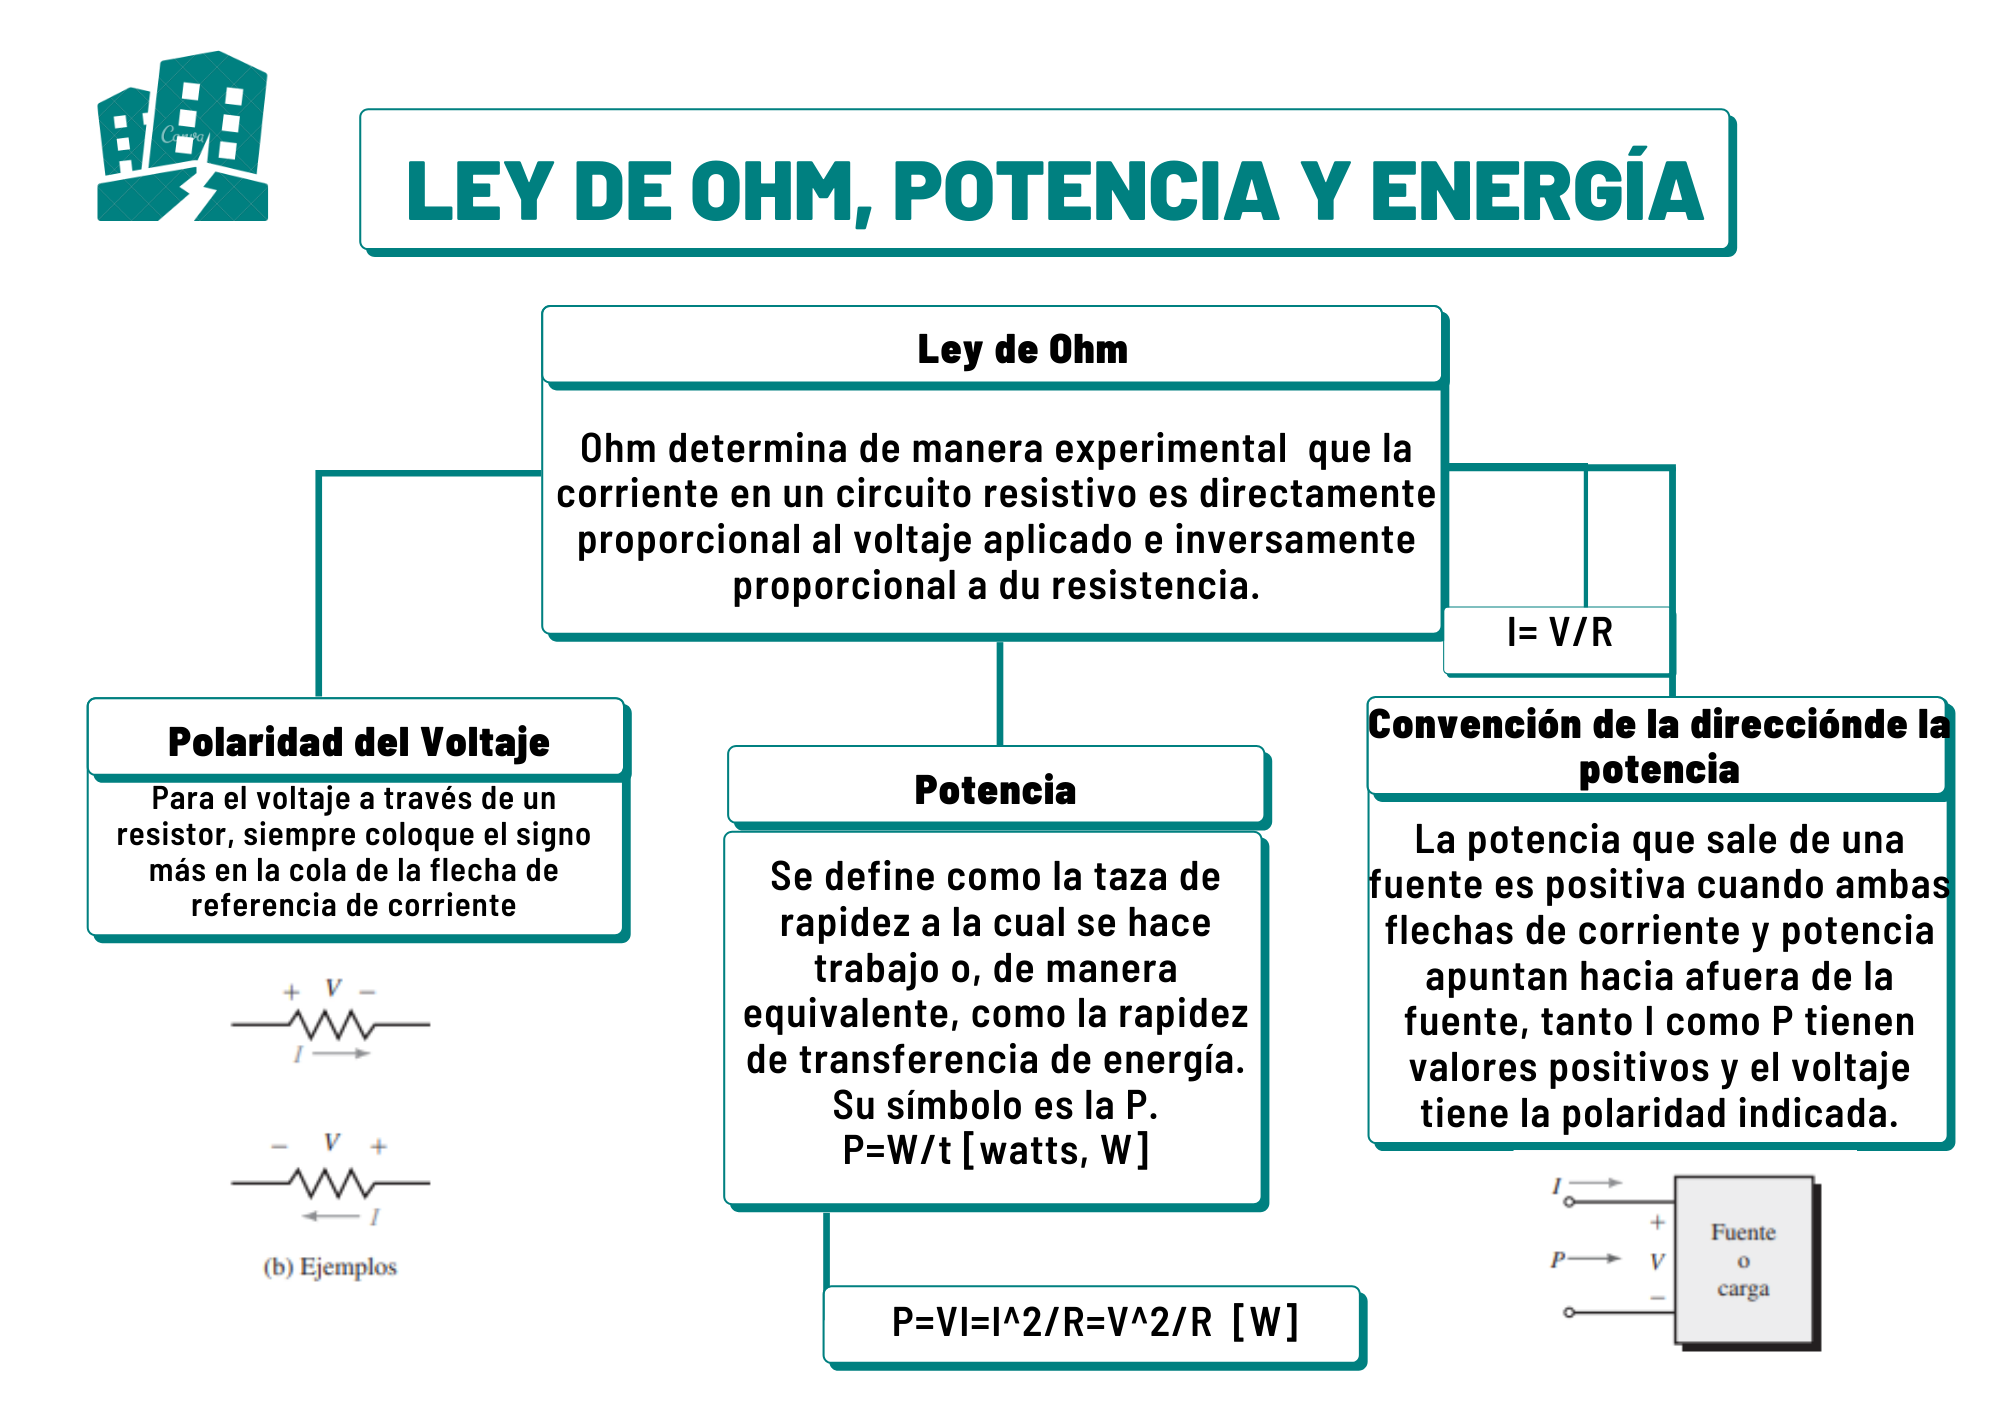 Canva
LEY DE OHM, POTENCIA Y ENERGÍA
Ley de Ohm
Ohm determina de manera experimental que la
corriente en un circuito resistivo es directamente
proporcional al voltaje aplicado e inversamente
proporcional a du resistencia.
I= V/R
Polaridad del Voltaje
Para el voltaje a través de un
resistor, siempre coloque el signo
más en la cola de la flecha de
referencia de corriente
+ V −
I
− V +
I
(b) Ejemplos
Potencia
Se define como la taza de
rapidez a la cual se hace
trabajo o, de manera
equivalente, como la rapidez
de transferencia de energía.
Su símbolo es la P.
P=W/t [watts, W]
P=VI=I^2/R=V^2/R [W]
Convención de la direcciónde la
potencia
La potencia que sale de una
fuente es positiva cuando ambas
flechas de corriente y potencia
apuntan hacia afuera de la
fuente, tanto I como P tienen
valores positivos y el voltaje
tiene la polaridad indicada.
I
+
P
V
−
Fuente
o
carga